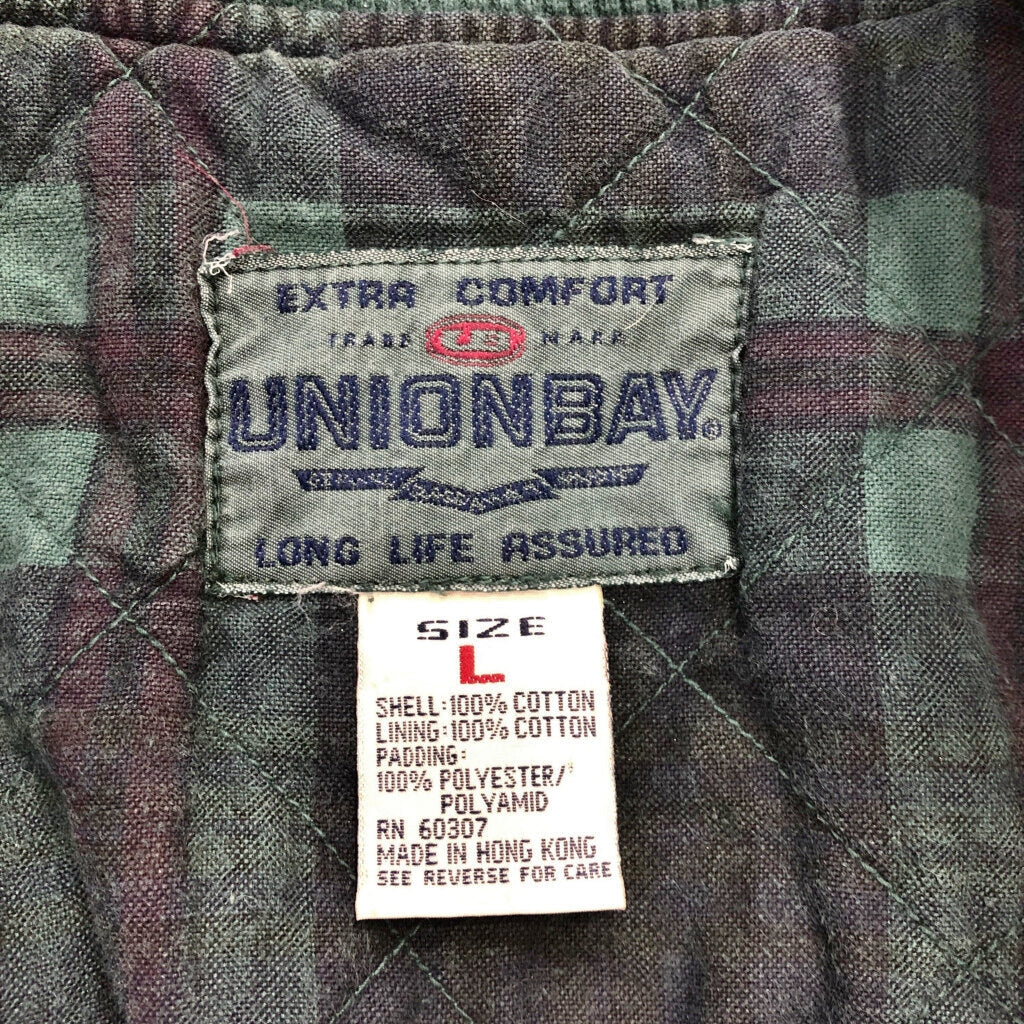 EXTRA COMFORT
TRADE UB MARK
UNIONBAY®
LONG LIFE ASSURED
SIZE
L
SHELL:100% COTTON
LINING:100% COTTON
PADDING:
100% POLYESTER/
POLYAMID
RN 60307
MADE IN HONG KONG
SEE REVERSE FOR CARE